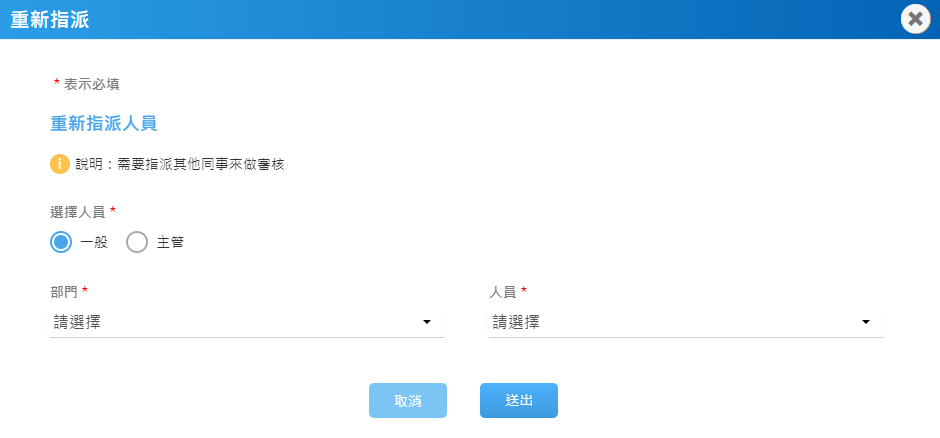 重新指派
* 表示必填
重新指派人員
說明：需要指派其他同事來做審核
選擇人員 *
一般 主管
部門 * 人員 *
請選擇 請選擇
取消 送出